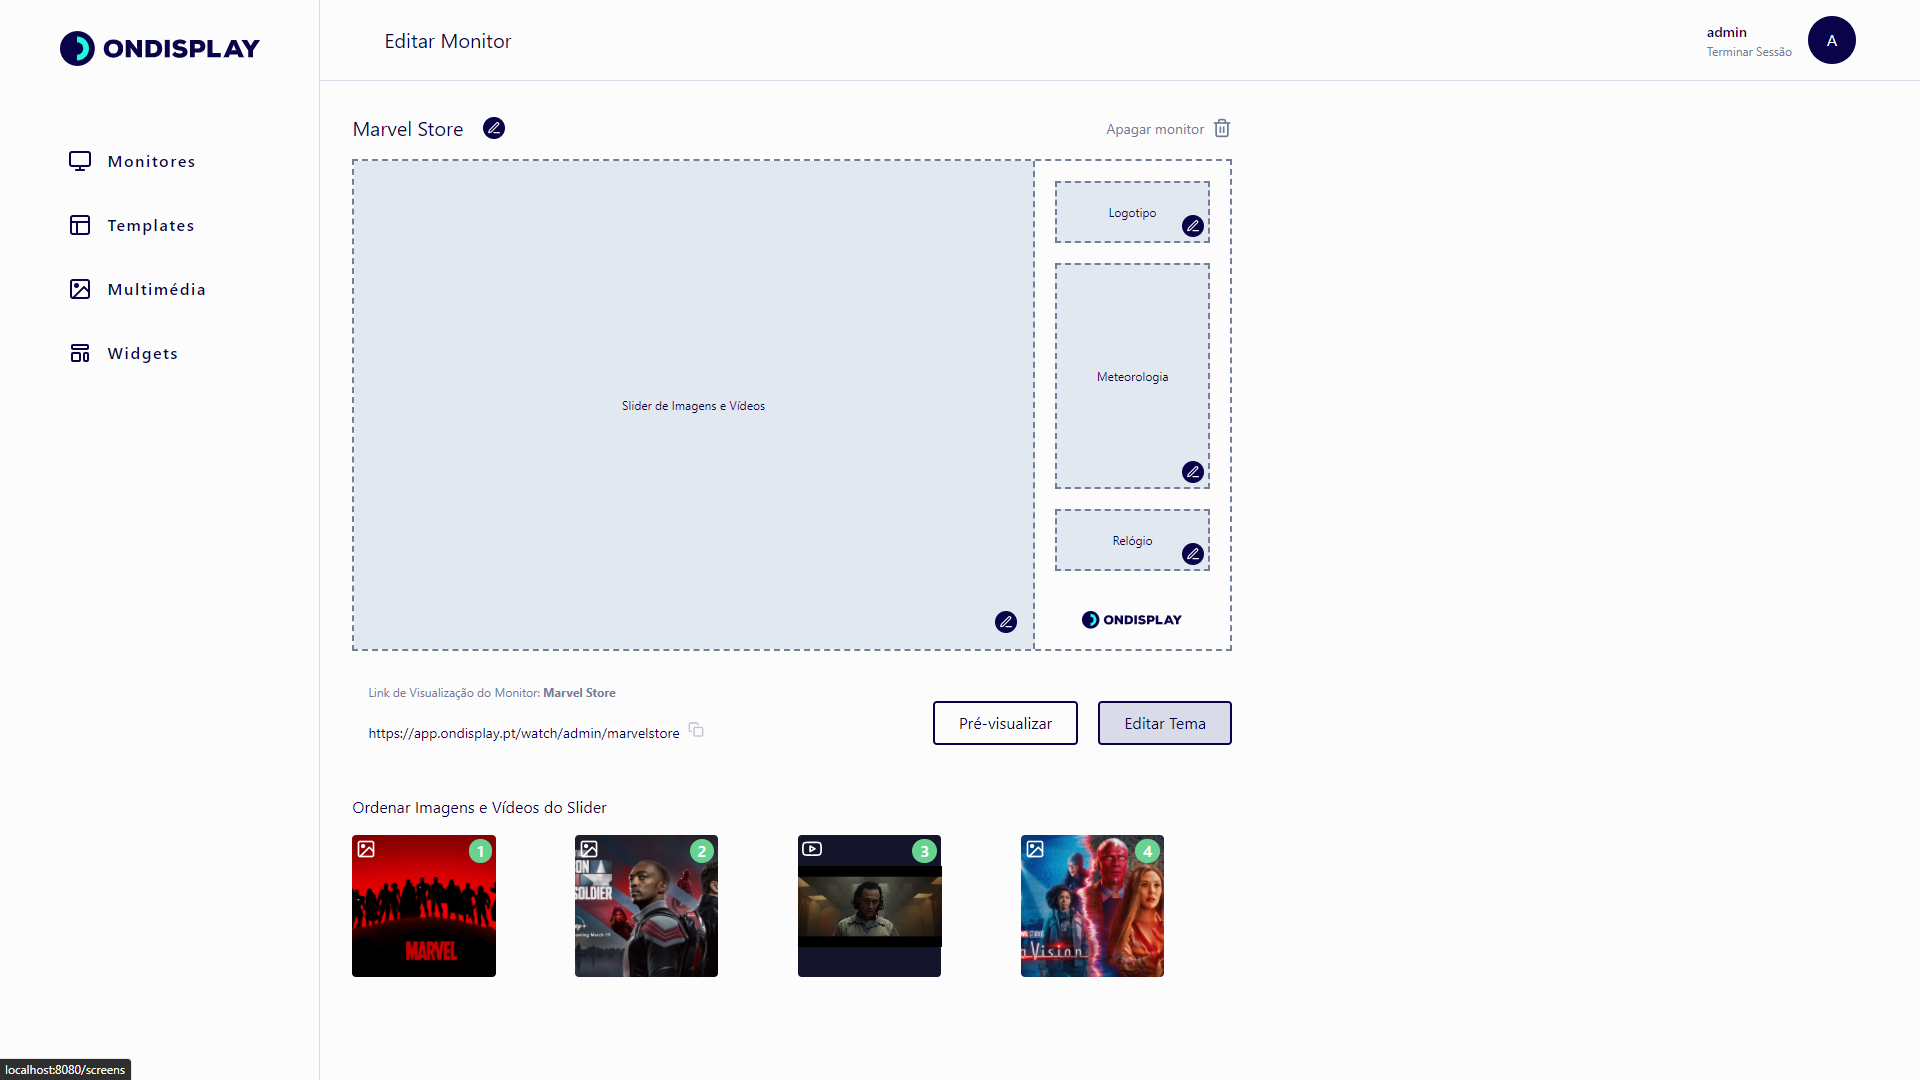 ONDISPLAY
Editar Monitor
admin
Terminar Sessão
A
Monitores
Templates
Multimédia
Widgets
Marvel Store
Apagar monitor
Slider de Imagens e Vídeos
Logotipo
Meteorologia
Relógio
ONDISPLAY
Link de Visualização do Monitor: Marvel Store
https://app.ondisplay.pt/watch/admin/marvelstore
Pré-visualizar
Editar Tema
Ordenar Imagens e Vídeos do Slider
1
MARVEL
2
ON
SOLDIER
3
4
Vision
localhost:8080/screens